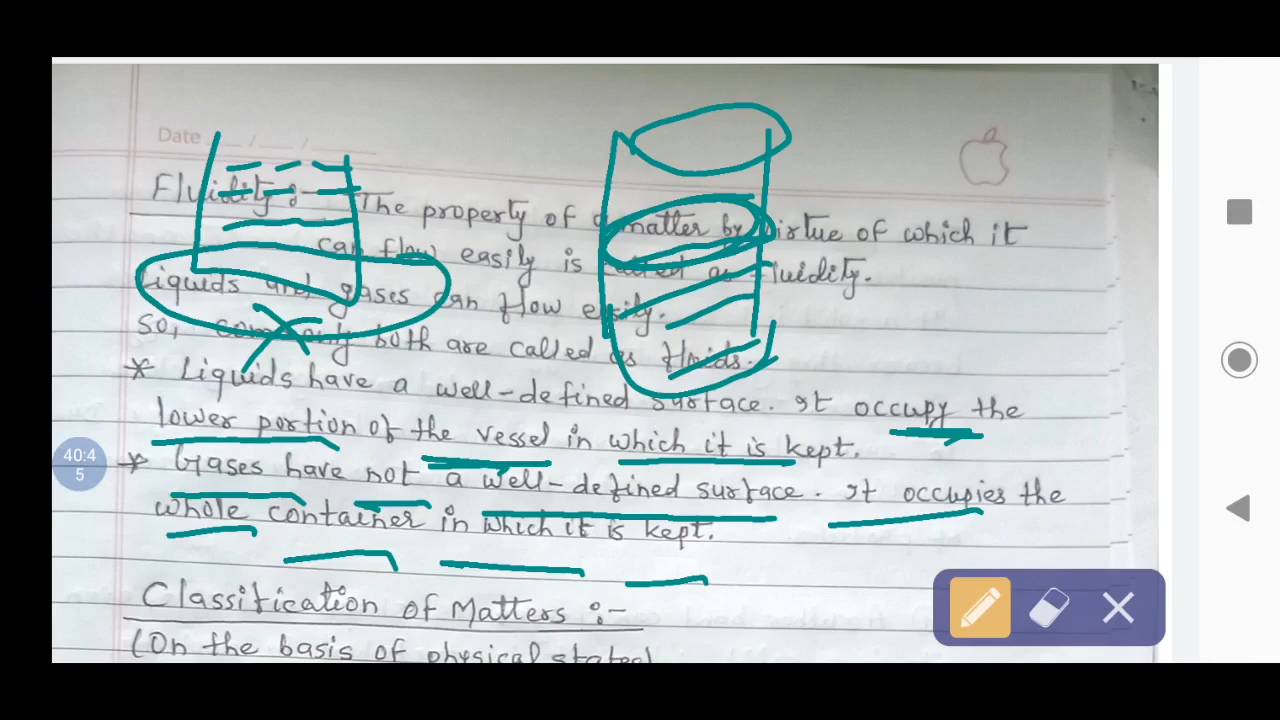 Date
Fluidity :- The property of a matter by virtue of which it
can flow easily is called as fluidity.
Liquids and gases can flow easily.
So, commonly both are called as fluids.
* Liquids have a well-defined surface. It occupy the
lower portion of the vessel in which it is kept.
* Gases have not a well-defined surface. It occupies the
whole container in which it is kept.
Classification of Matters :-
(On the basis of physical states)
40:4
5